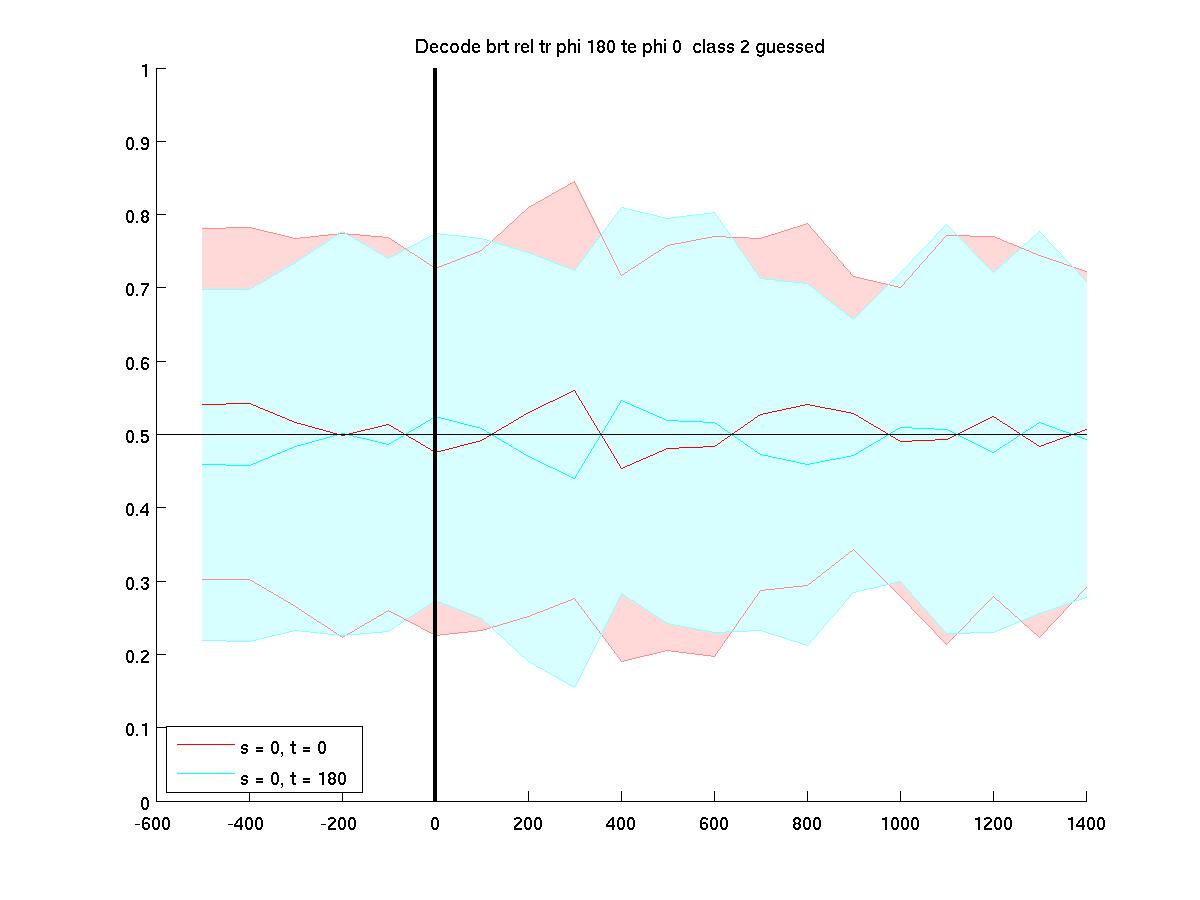 Decode brt rel tr phi 180 te phi 0 class 2 guessed
1
0.9
0.8
0.7
0.6
0.5
0.4
0.3
0.2
0.1
0
s = 0, t = 0
s = 0, t = 180
-600 -400 -200 0 200 400 600 800 1000 1200 1400